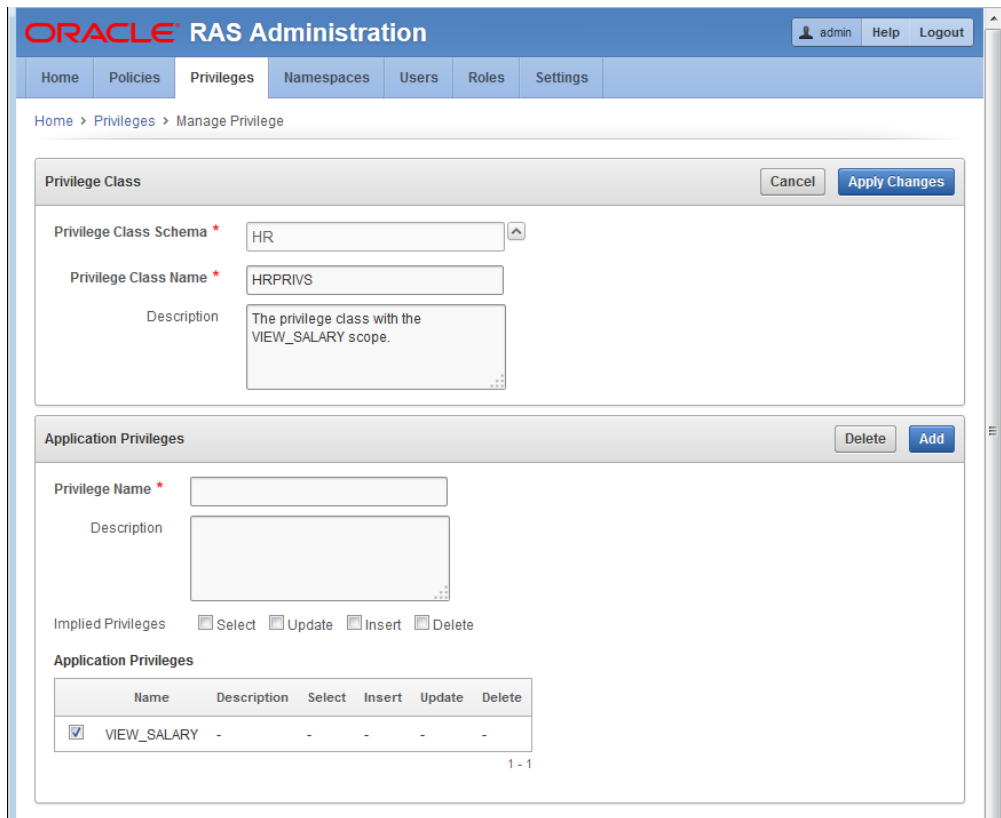 ORACLE® RAS Administration
admin Help Logout
Home Policies Privileges Namespaces Users Roles Settings
Home > Privileges > Manage Privilege
Privilege Class
Cancel Apply Changes
Privilege Class Schema * HR
Privilege Class Name * HRPRIVS
Description The privilege class with the
VIEW_SALARY scope.
Application Privileges
Delete Add
Privilege Name *
Description
Implied Privileges Select Update Insert Delete
Application Privileges
Name Description Select Insert Update Delete
VIEW_SALARY - - - - -
1 - 1